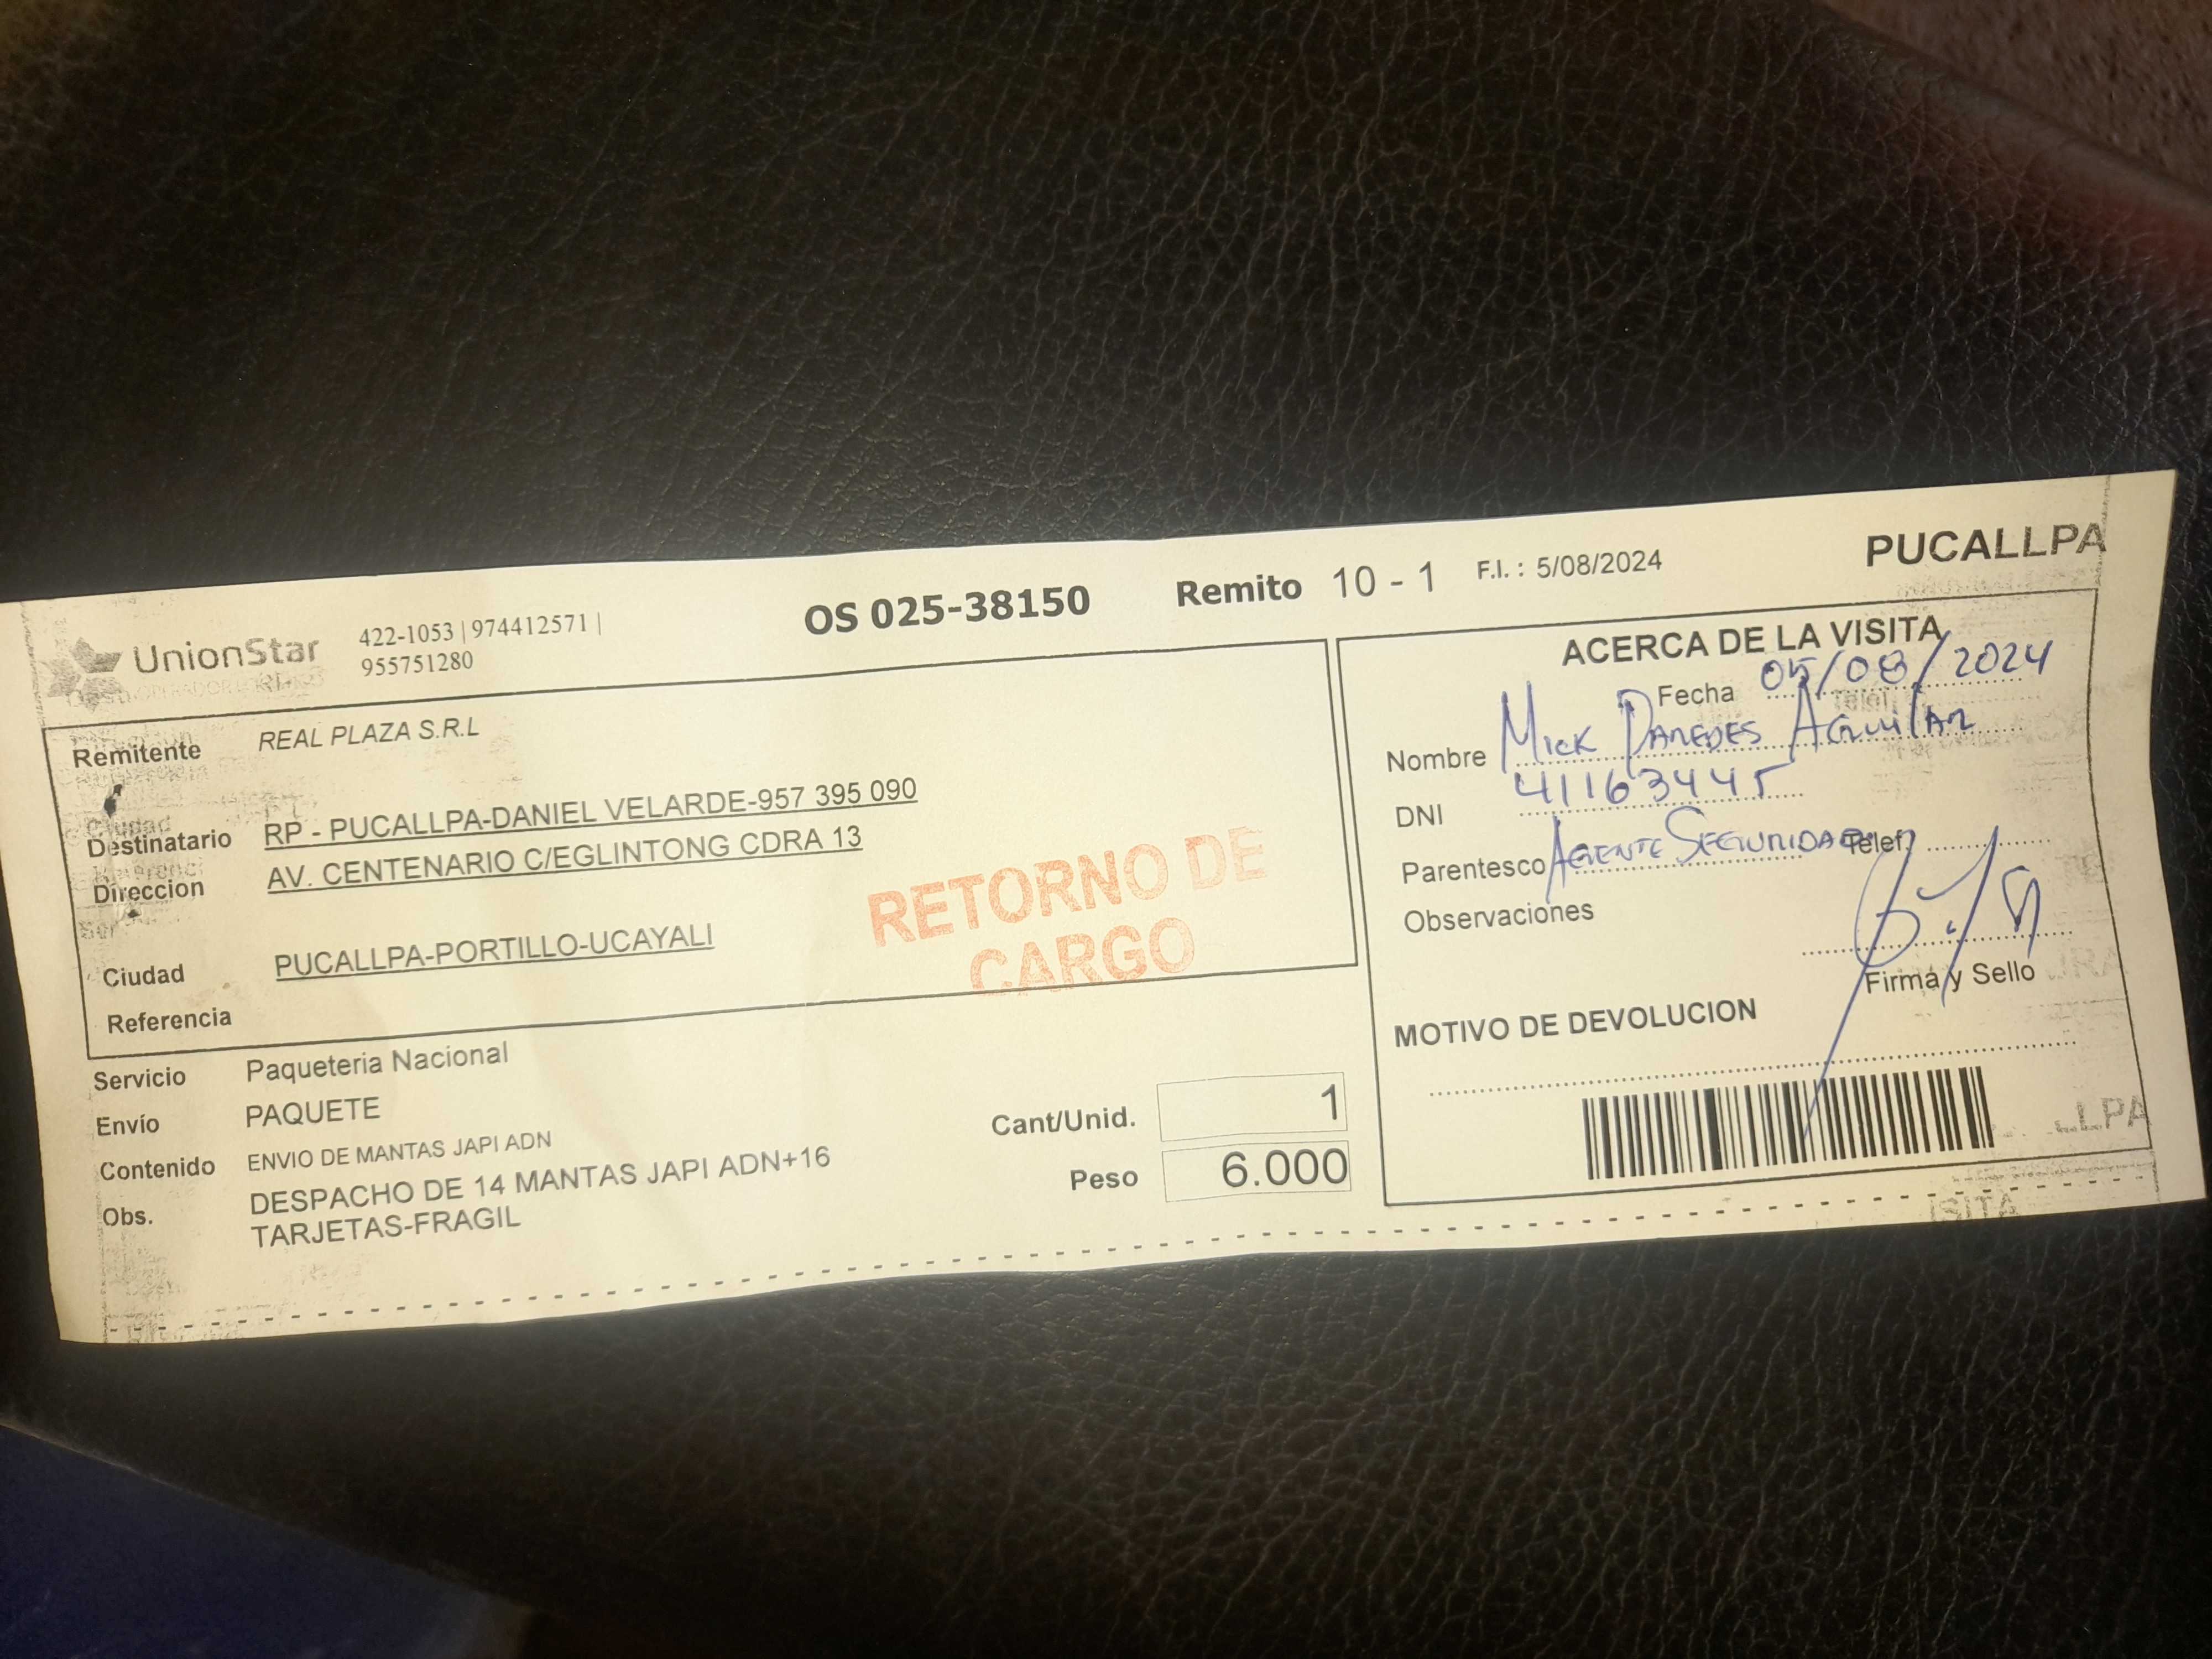 UnionStar
422-1053 | 974412571 |
955751280
OS 025-38150
Remito 10 - 1
F.I. : 5/08/2024
PUCALLPA
Remitente REAL PLAZA S.R.L
Destinatario RP - PUCALLPA-DANIEL VELARDE-957 395 090
Direccion AV. CENTENARIO C/EGLINTONG CDRA 13
Ciudad PUCALLPA-PORTILLO-UCAYALI
Referencia
RETORNO DE
CARGO
Servicio Paqueteria Nacional
Envío PAQUETE
Contenido ENVIO DE MANTAS JAPI ADN
Obs. DESPACHO DE 14 MANTAS JAPI ADN+16
TARJETAS-FRAGIL
Cant/Unid. 1
Peso 6.000
ACERCA DE LA VISITA
Fecha 05/08/2024
Nombre Mick Paredes Aguilar
DNI 41163445
Parentesco Agente Seguridad Telef.
Observaciones
Firma y Sello
MOTIVO DE DEVOLUCION